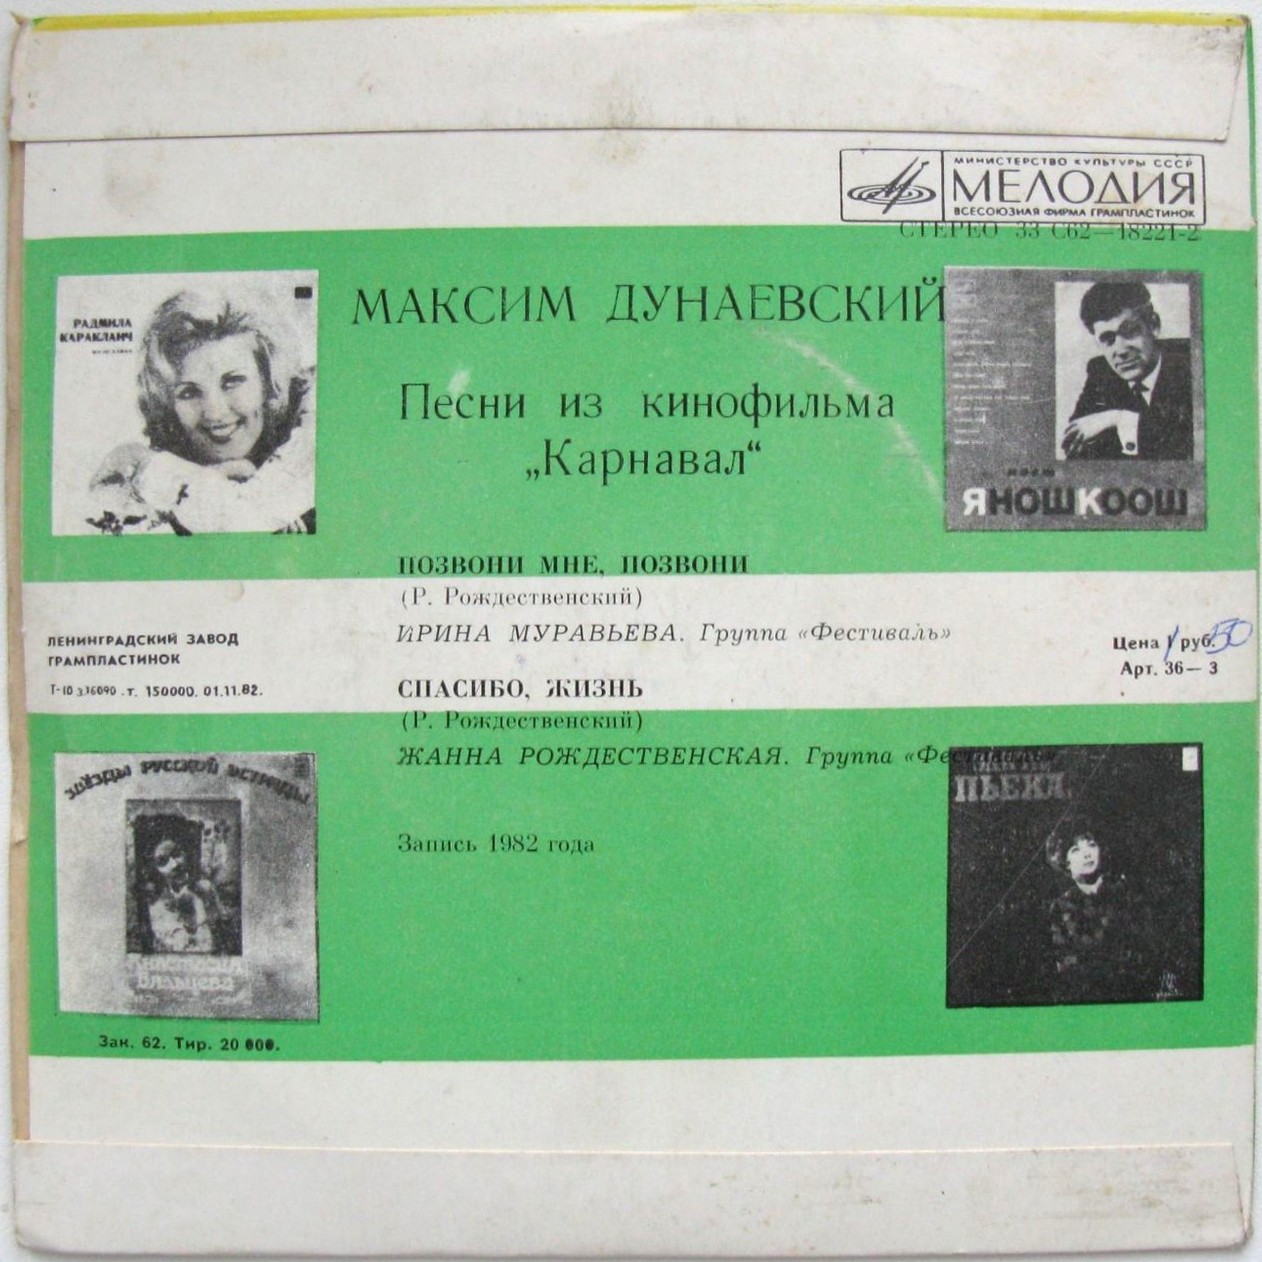 МИНИСТЕРСТВО КУЛЬТУРЫ СССР
МЕЛОДИЯ
ВСЕСОЮЗНАЯ ФИРМА ГРАМПЛАСТИНОК
СТЕРЕО 33 С62—18221-2
РАДМИЛА
КАРАКЛАИЧ
МАКСИМ ДУНАЕВСКИЙ
Песни из кинофильма
„Карнавал“
поет
ЯНОШ КООШ
ПОЗВОНИ МНЕ, ПОЗВОНИ
(Р. Рождественский)
ИРИНА МУРАВЬЕВА. Группа «Фестиваль»
ЛЕНИНГРАДСКИЙ ЗАВОД
ГРАМПЛАСТИНОК
Т-10 316090 .т. 150000. 01.11.82.
Цена 1 руб. 50
Арт. 36— 3
СПАСИБО, ЖИЗНЬ
(Р. Рождественский)
ЖАННА РОЖДЕСТВЕНСКАЯ. Группа «Фестиваль»
ЗВЁЗДЫ РУССКОЙ ЭСТРАДЫ
Вяльцева
ПЬЕХА
Запись 1982 года
Зак. 62. Тир. 20 000.